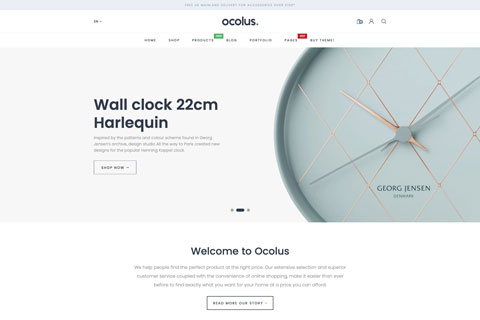 FREE UK MAINLAND DELIVERY FOR ACCESSORIES OVER £150*
EN
ocolus.
HOME SHOP PRODUCTS BLOG PORTFOLIO PAGES BUY THEME!
Wall clock 22cm
Harlequin
Inspired by the patterns and colour scheme found in Georg
Jensen's archive, design studio All the way to Paris created new
designs for the popular Henning Koppel clock.
SHOP NOW
GEORG JENSEN
DENMARK
Welcome to Ocolus
We help people find the perfect product at the right price. Our extensive selection and superior
customer service coupled with the convenience of online shopping, make it easier than ever
before to find exactly what you want for your home at a price you can afford.
READ MORE OUR STORY